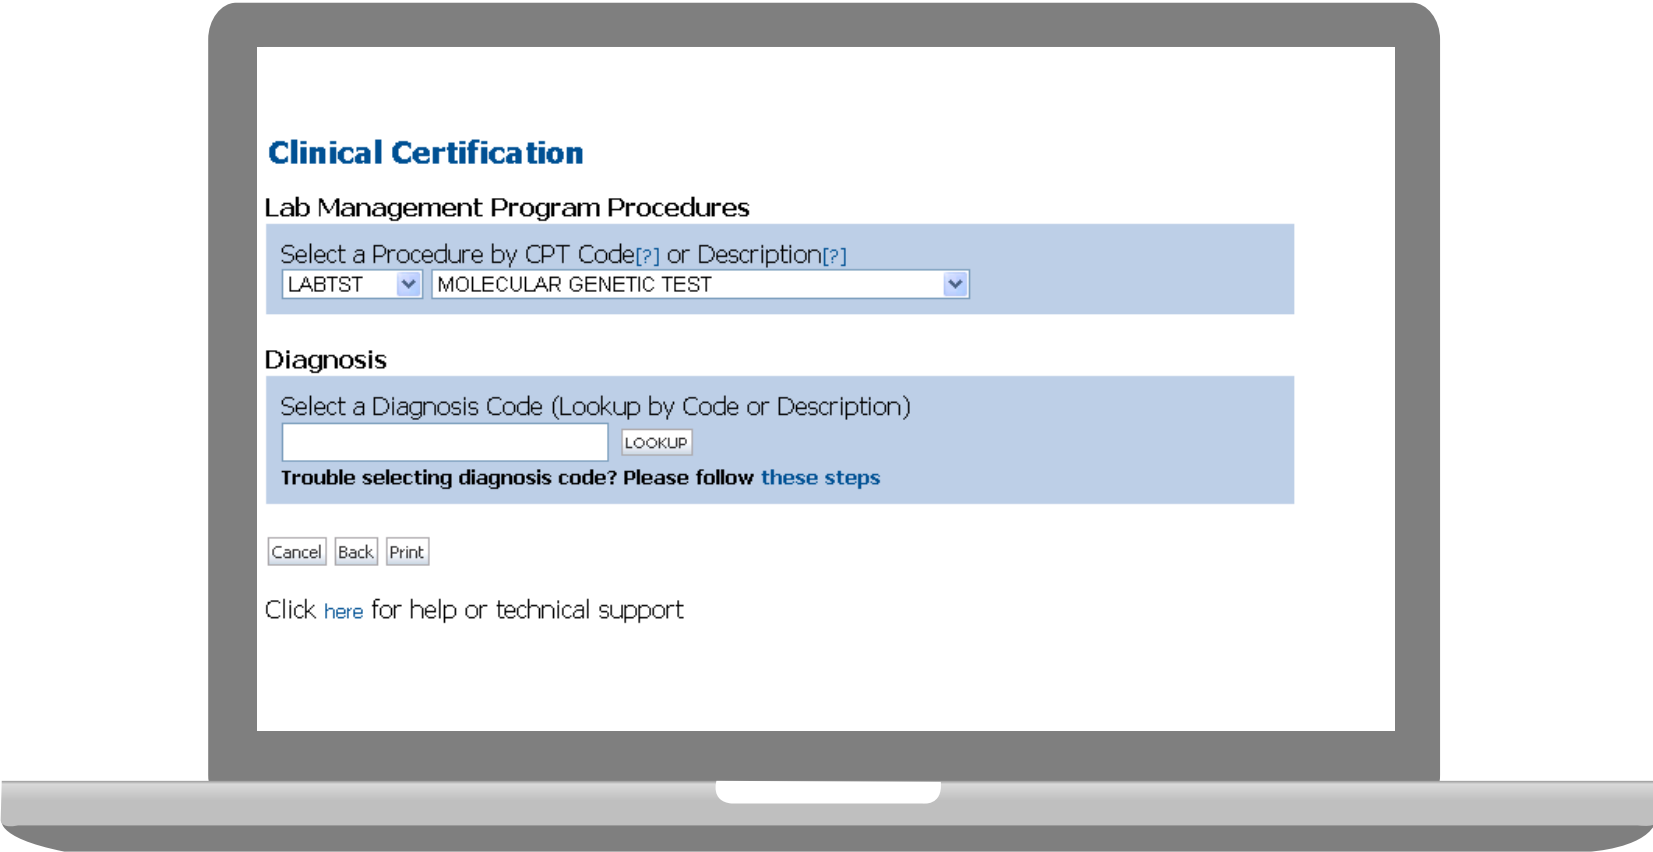 Clinical Certification
Lab Management Program Procedures
Select a Procedure by CPT Code[?] or Description[?]
LABTST MOLECULAR GENETIC TEST
Diagnosis
Select a Diagnosis Code (Lookup by Code or Description)
LOOKUP
Trouble selecting diagnosis code? Please follow these steps
Cancel Back Print
Click here for help or technical support